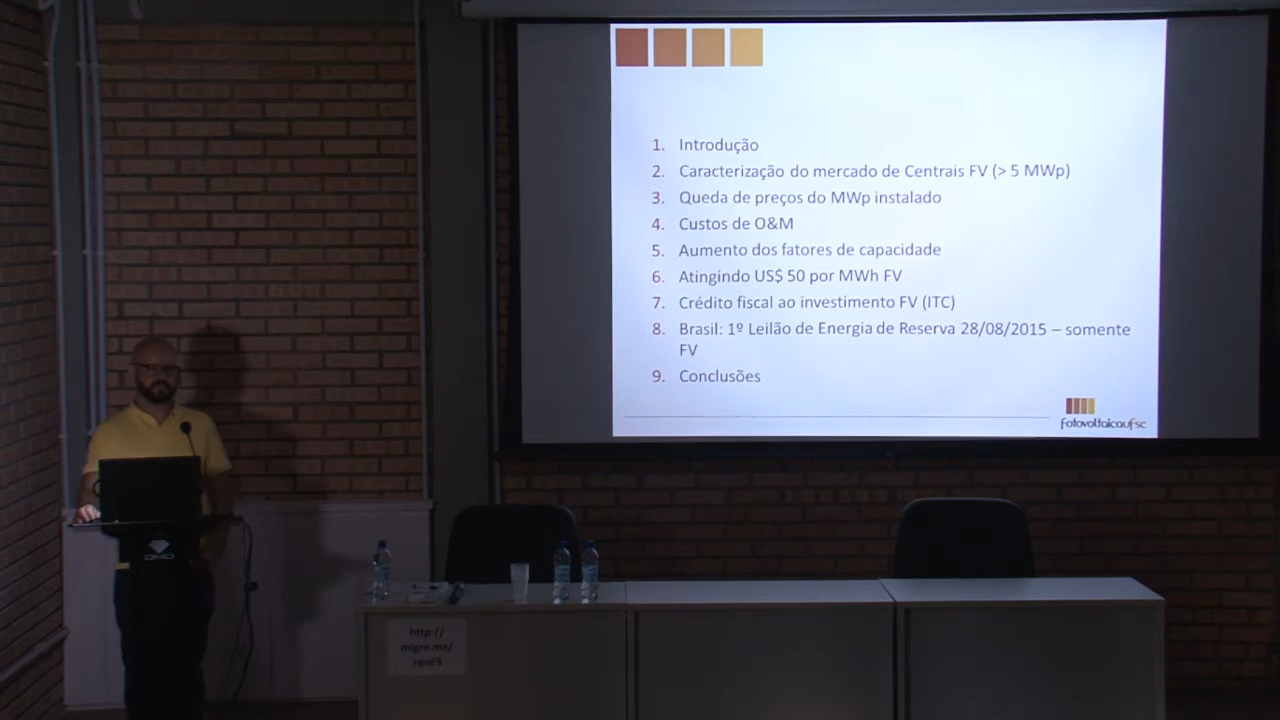 1. Introdução
2. Caracterização do mercado de Centrais FV (> 5 MWp)
3. Queda de preços do MWp instalado
4. Custos de O&M
5. Aumento dos fatores de capacidade
6. Atingindo US$ 50 por MWh FV
7. Crédito fiscal ao investimento FV (ITC)
8. Brasil: 1º Leilão de Energia de Reserva 28/08/2015 – somente
FV
9. Conclusões
fotovoltaicaufsc
http://
migre.me/